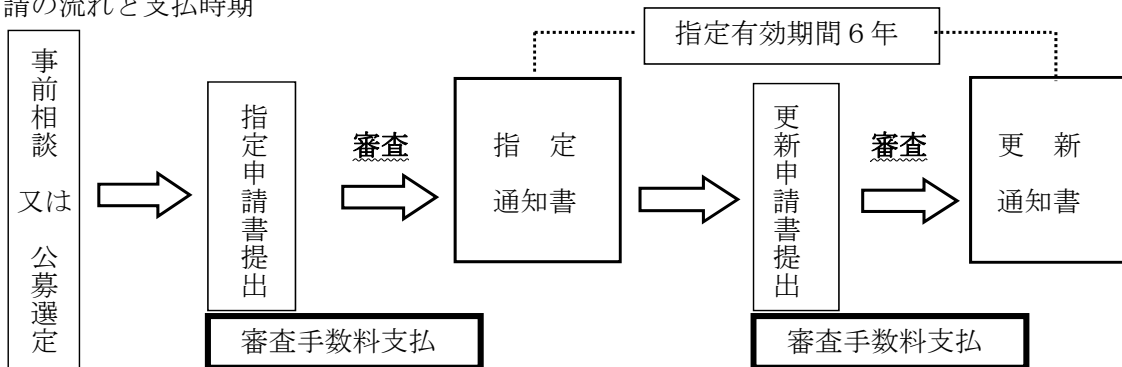 請の流れと支払時期
指定有効期間6年
事前相談
又は
公募選定
指定申請書提出
審査
指 定
通知書
更新申請書提出
審査
更 新
通知書
審査手数料支払
審査手数料支払